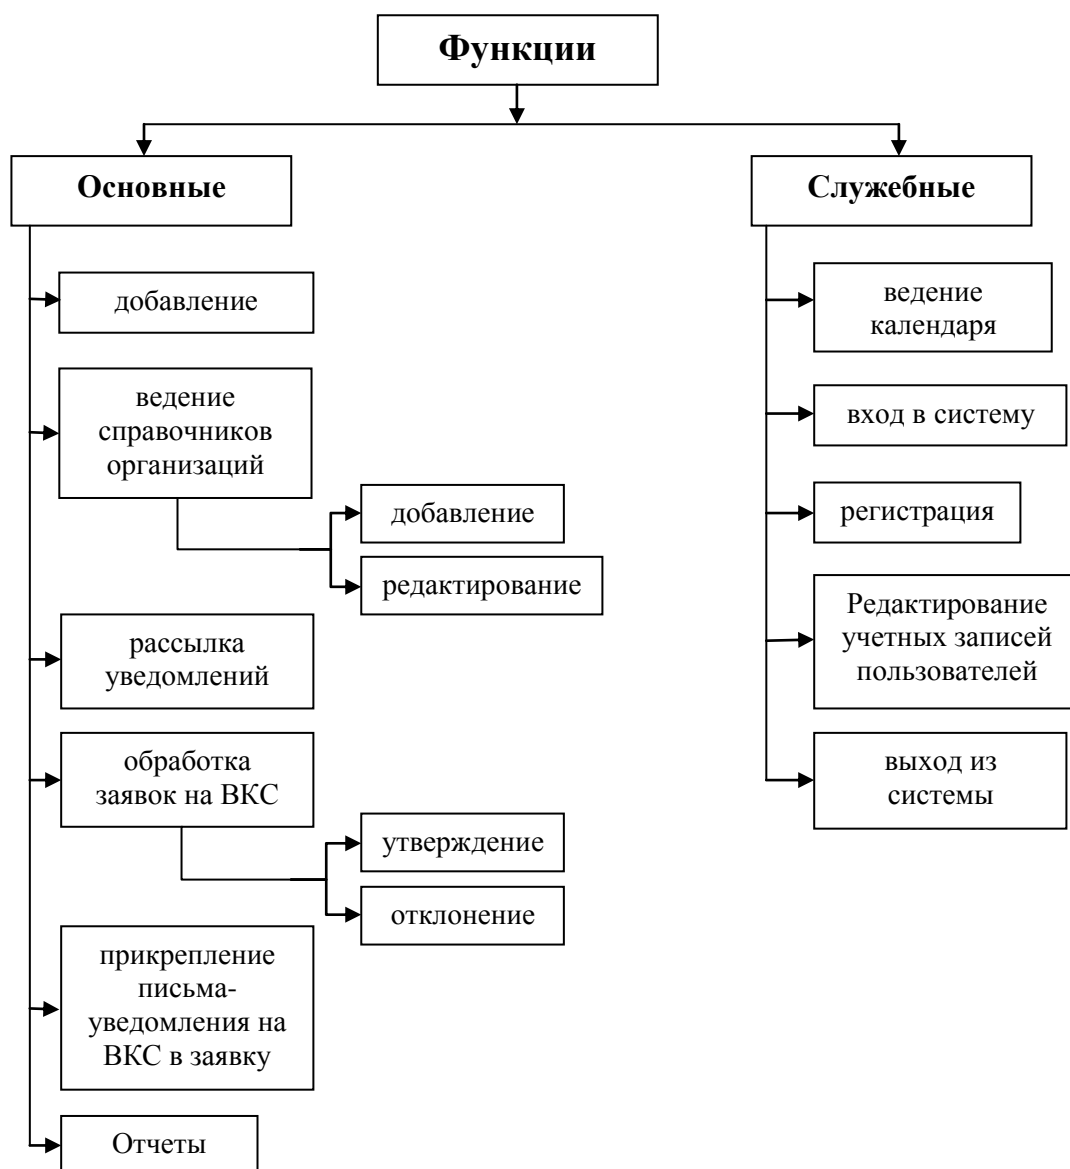 Функции
Основные
добавление
ведение
справочников
организаций
добавление
редактирование
рассылка
уведомлений
обработка
заявок на ВКС
утверждение
отклонение
прикрепление
письма-
уведомления на
ВКС в заявку
Отчеты
Служебные
ведение
календаря
вход в систему
регистрация
Редактирование
учетных записей
пользователей
выход из
системы